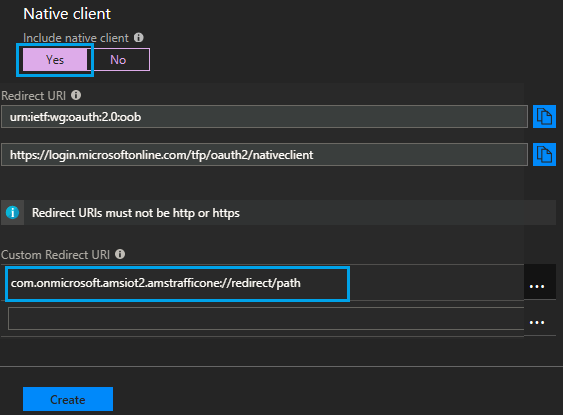 Native client
Include native client
Yes No
Redirect URI
urn:ietf:wg:oauth:2.0:oob
https://login.microsoftonline.com/tfp/oauth2/nativeclient
Redirect URIs must not be http or https
Custom Redirect URI
com.onmicrosoft.amsiot2.amstrafficone://redirect/path
...
...
Create